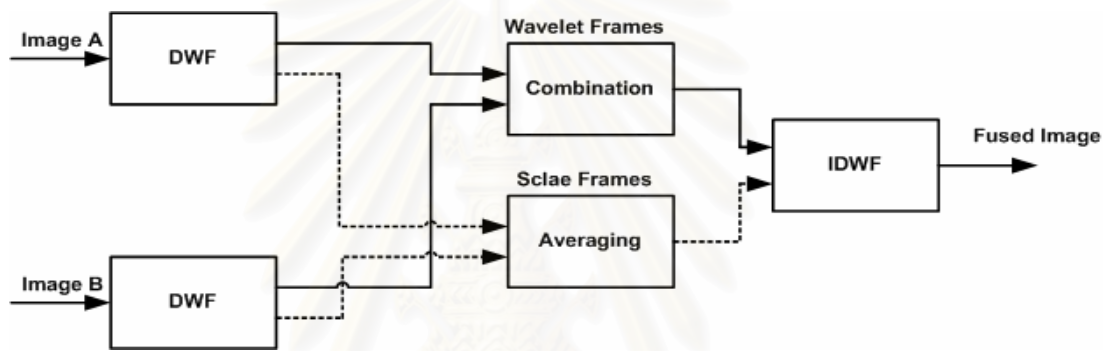 Image A
DWF
Wavelet Frames
Combination
Sclae Frames
Averaging
IDWF
Fused Image
Image B
DWF